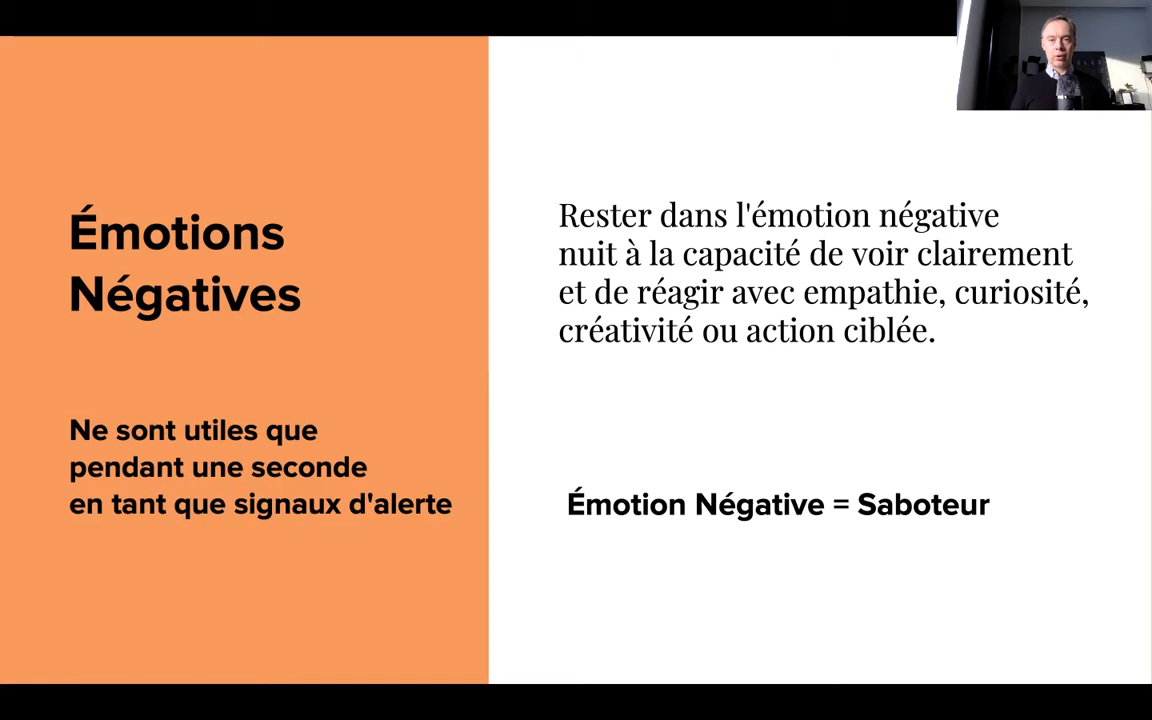 Émotions
Négatives
Ne sont utiles que
pendant une seconde
en tant que signaux d'alerte
Rester dans l'émotion négative
nuit à la capacité de voir clairement
et de réagir avec empathie, curiosité,
créativité ou action ciblée.
Émotion Négative = Saboteur